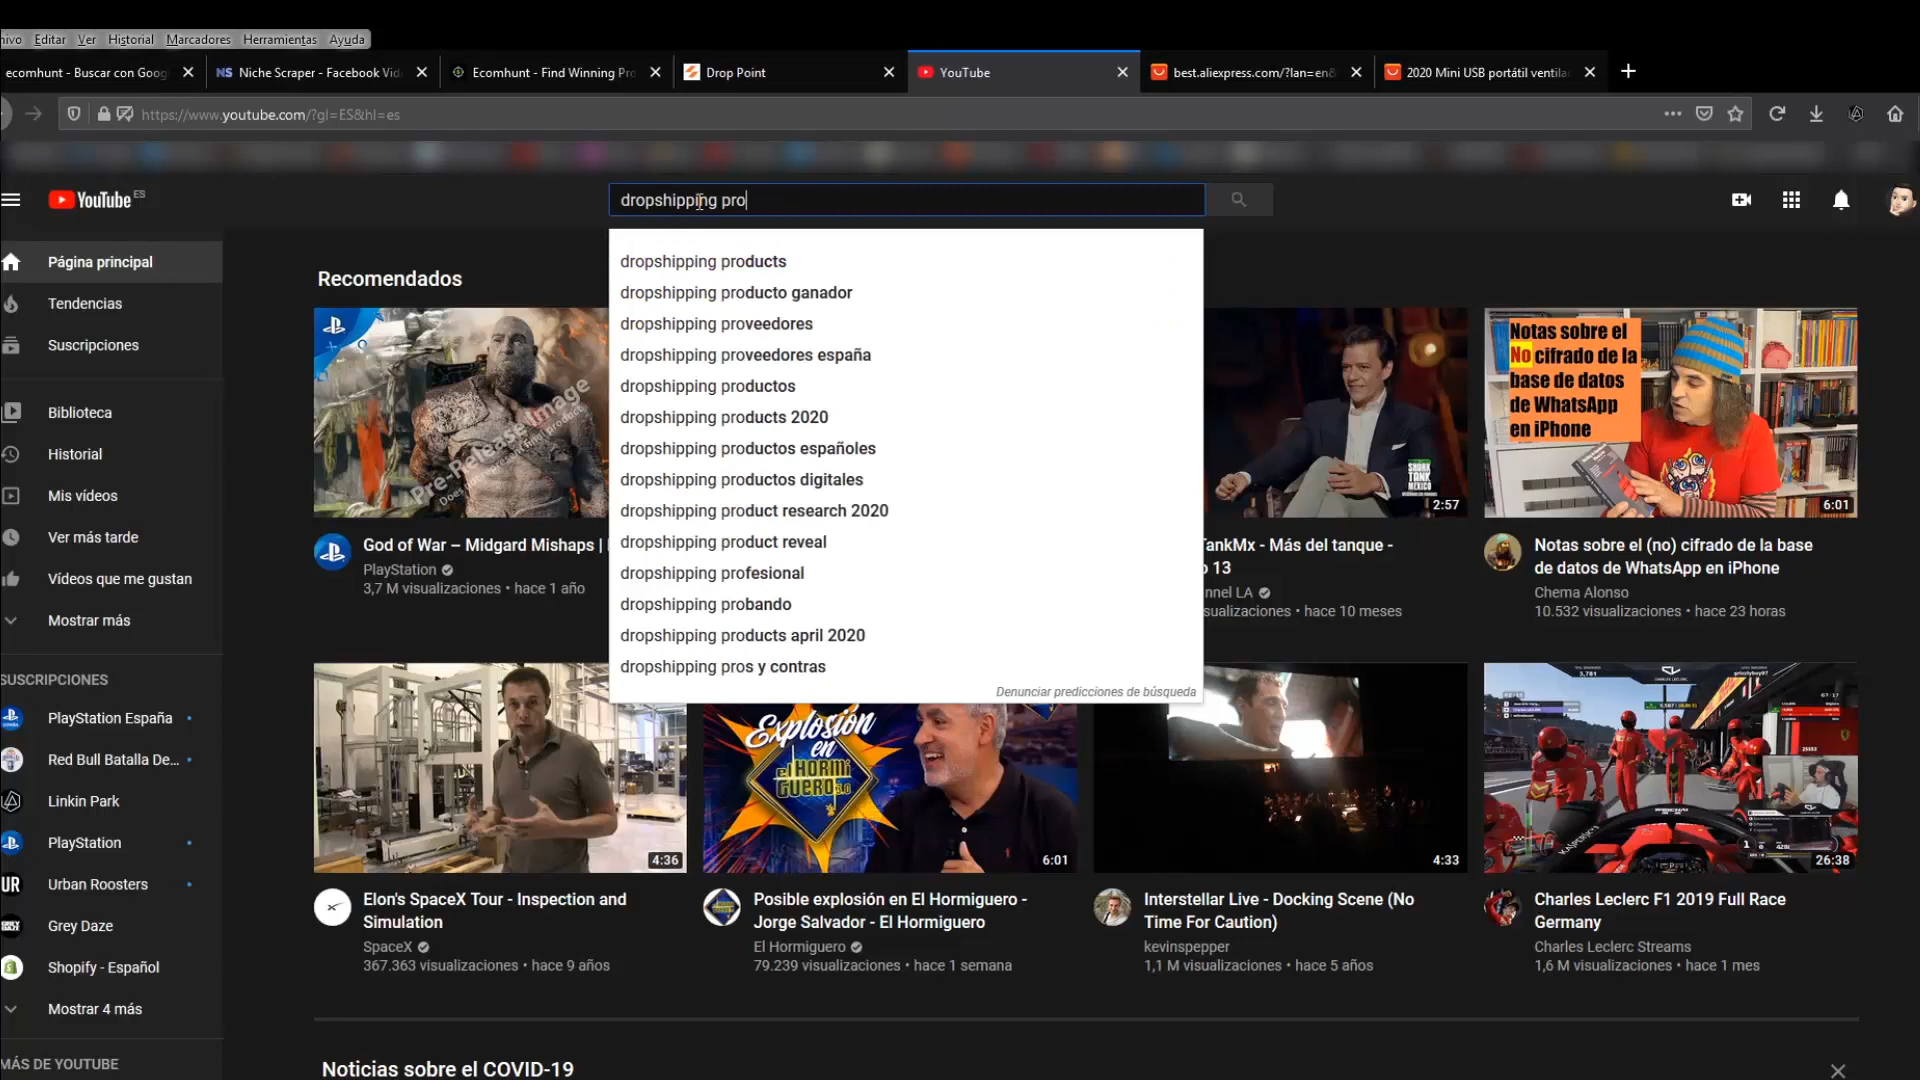 Editar Ver Historial Marcadores Herramientas Ayuda
ecomhunt - Buscar con Goog
NS Niche Scraper - Facebook Vid
Ecomhunt - Find Winning Pro
Drop Point
YouTube
best.aliexpress.com/?lan=en&
2020 Mini USB portátil ventila
https://www.youtube.com/?gl=ES&hl=es
YouTube ES
dropshipping pro
dropshipping products
dropshipping producto ganador
dropshipping proveedores
dropshipping proveedores españa
dropshipping productos
dropshipping products 2020
dropshipping productos españoles
dropshipping productos digitales
dropshipping product research 2020
dropshipping product reveal
dropshipping profesional
dropshipping probando
dropshipping products april 2020
dropshipping pros y contras
Denunciar predicciones de búsqueda
Página principal
Tendencias
Suscripciones
Biblioteca
Historial
Mis vídeos
Ver más tarde
Vídeos que me gustan
Mostrar más
SUSCRIPCIONES
PlayStation España
Red Bull Batalla De...
Linkin Park
PlayStation
Urban Roosters
Grey Daze
Shopify - Español
Mostrar 4 más
MÁS DE YOUTUBE
Recomendados
Pre-Release Image
God of War – Midgard Mishaps |
PlayStation
3,7 M visualizaciones • hace 1 año
SHARK
TANK
MEXICO
2:57
TankMx - Más del tanque -
o 13
nnel LA
sualizaciones • hace 10 meses
Notas sobre el
No cifrado de la
base de datos
de WhatsApp
en iPhone
6:01
Notas sobre el (no) cifrado de la base
de datos de WhatsApp en iPhone
Chema Alonso
10.532 visualizaciones • hace 23 horas
4:36
Elon's SpaceX Tour - Inspection and
Simulation
SpaceX
367.363 visualizaciones • hace 9 años
Explosión
en
el HORMI
GUERO 3.0
6:01
Posible explosión en El Hormiguero -
Jorge Salvador - El Hormiguero
El Hormiguero
79.239 visualizaciones • hace 1 semana
4:33
Interstellar Live - Docking Scene (No
Time For Caution)
kevinspepper
1,1 M visualizaciones • hace 5 años
26:38
Charles Leclerc F1 2019 Full Race
Germany
Charles Leclerc Streams
1,6 M visualizaciones • hace 1 mes
Noticias sobre el COVID-19